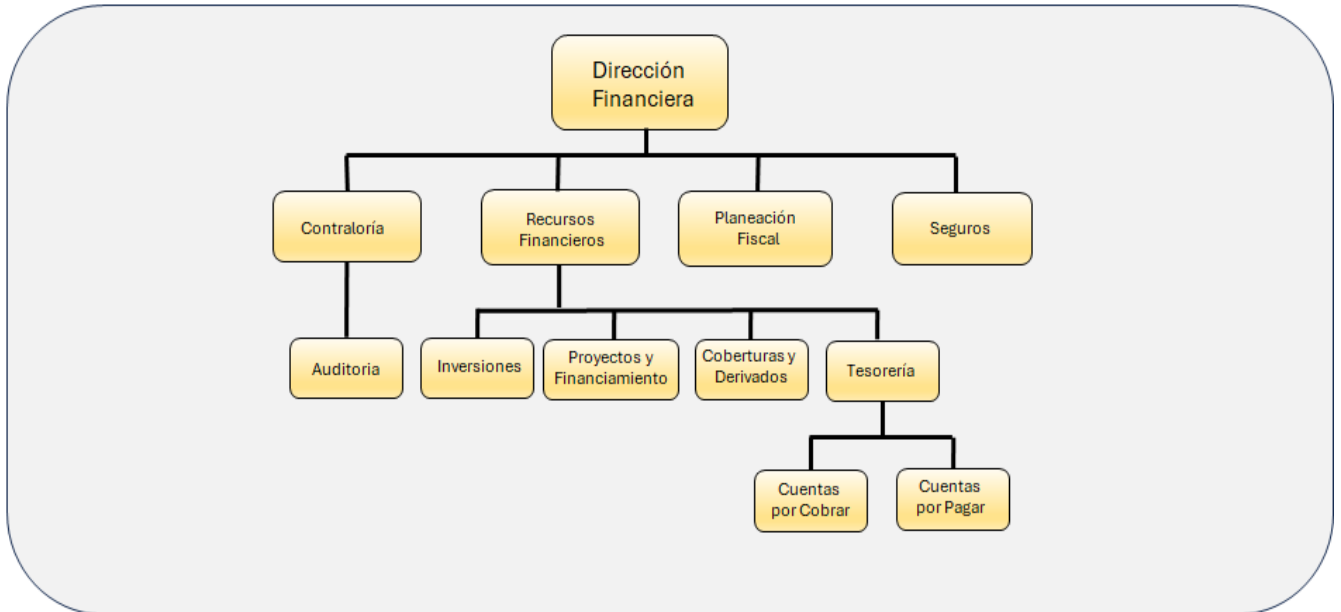 Dirección
Financiera
Contraloría
Recursos
Financieros
Planeación
Fiscal
Seguros
Auditoria
Inversiones
Proyectos y
Financiamiento
Coberturas y
Derivados
Tesorería
Cuentas
por Cobrar
Cuentas
por Pagar